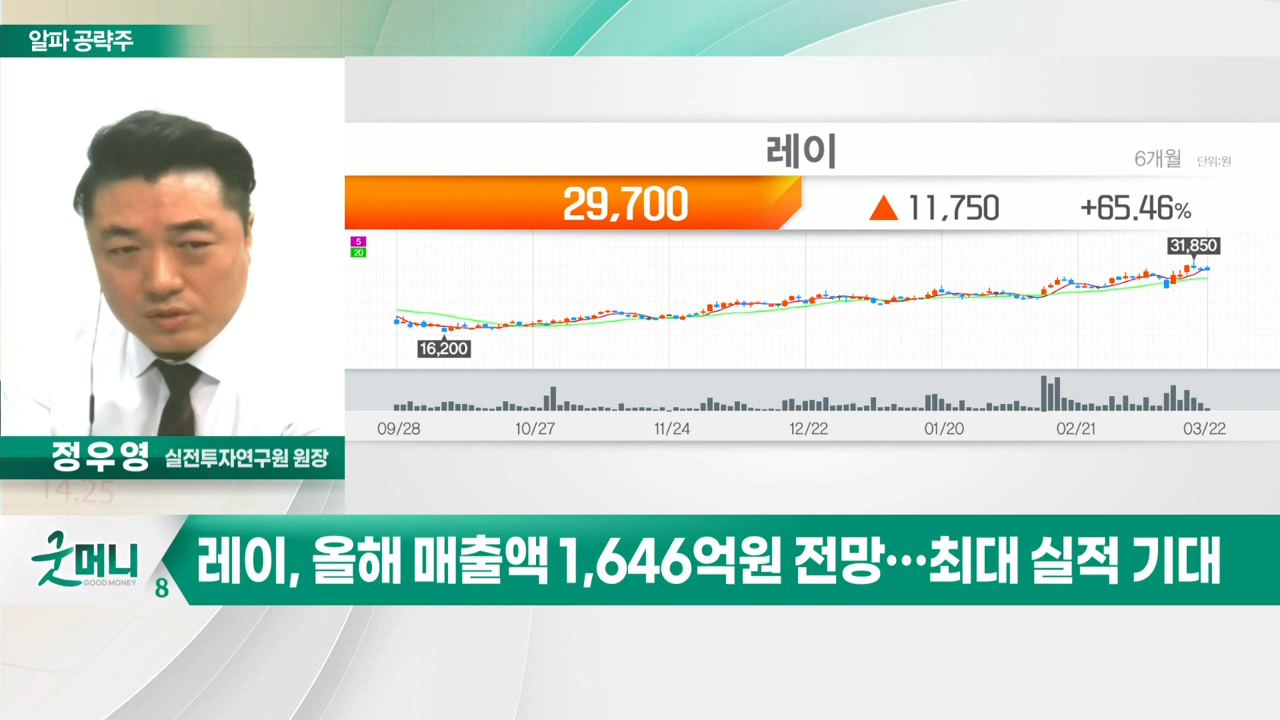 알파 공략주
레이
6개월 단위:원
29,700 ▲ 11,750 +65.46%
5
20
31,850
16,200
09/28 10/27 11/24 12/22 01/20 02/21 03/22
정우영 실전투자연구원 원장
14.25
굿머니
GOOD MONEY
8
레이, 올해 매출액 1,646억원 전망…최대 실적 기대